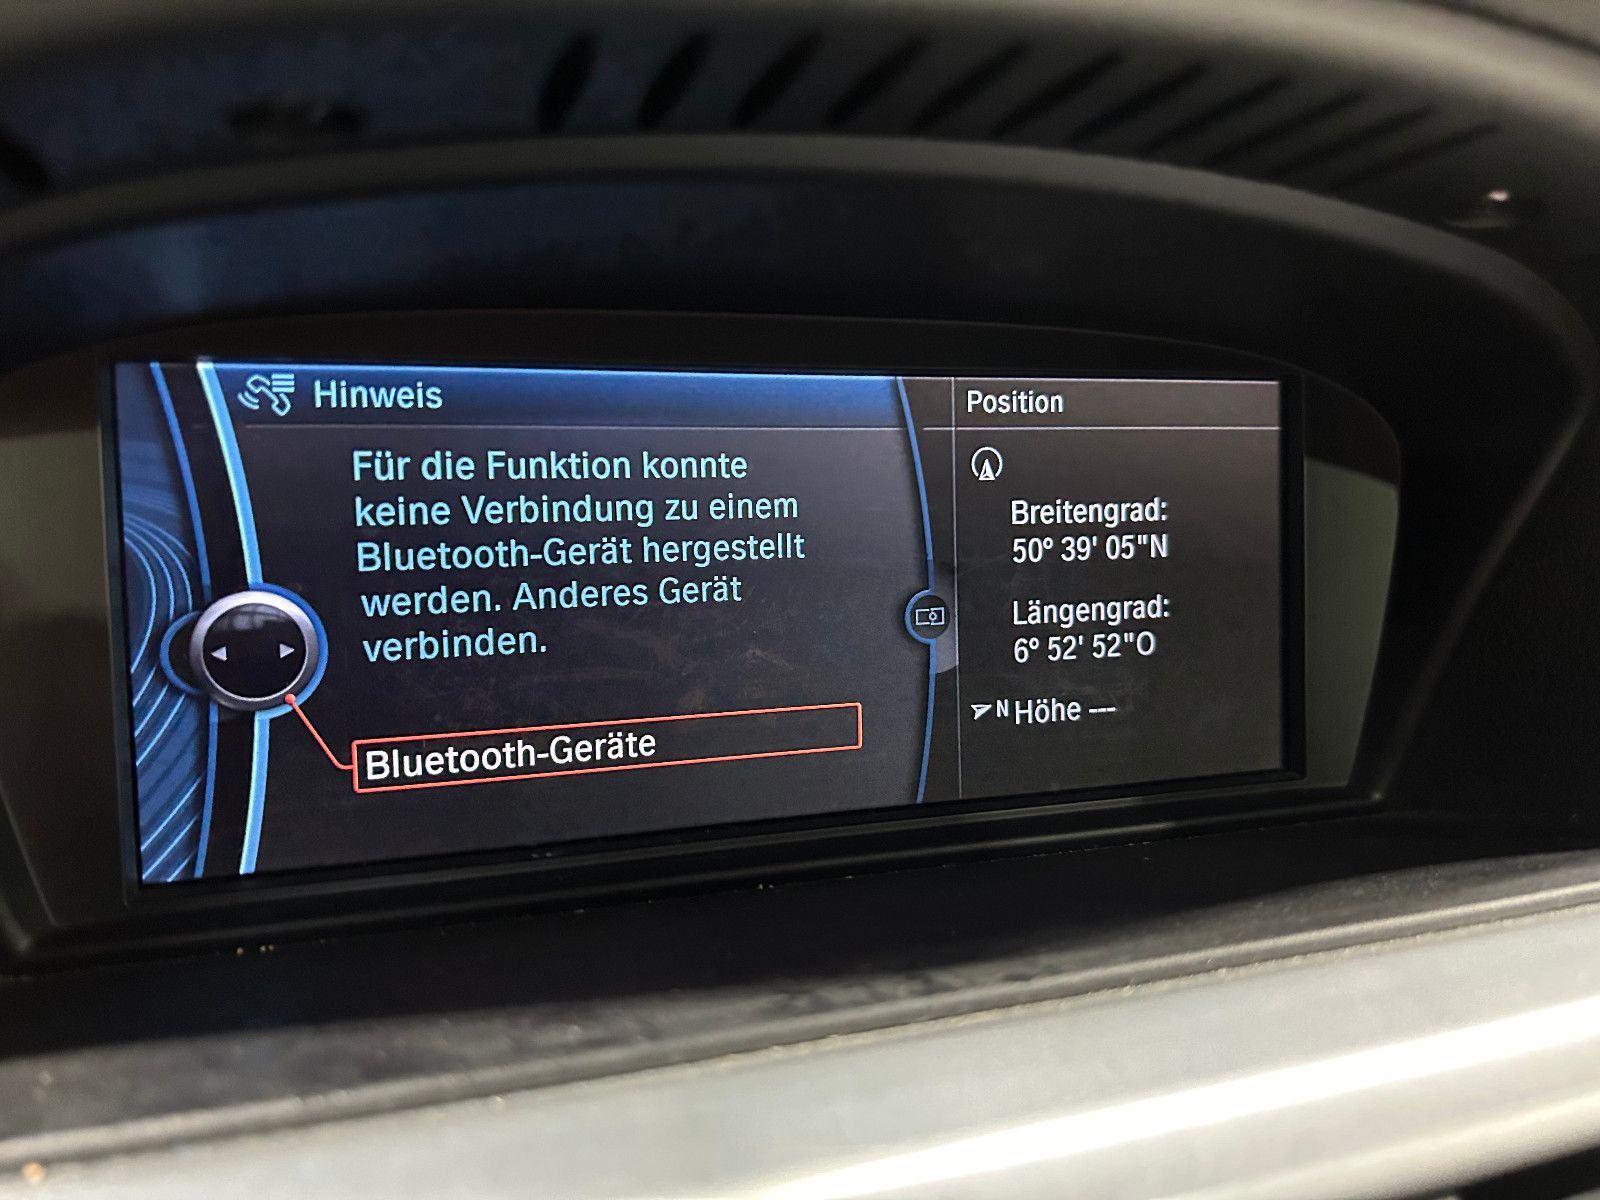 Hinweis
Für die Funktion konnte
keine Verbindung zu einem
Bluetooth-Gerät hergestellt
werden. Anderes Gerät
verbinden.
Bluetooth-Geräte
Position
Breitengrad:
50° 39' 05"N
Längengrad:
6° 52' 52"O
N Höhe ---